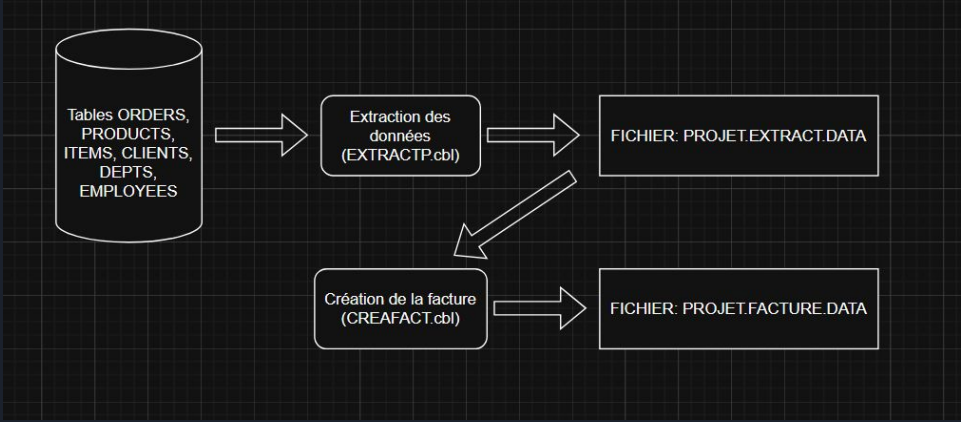 Tables ORDERS,
PRODUCTS,
ITEMS, CLIENTS,
DEPTS,
EMPLOYEES
Extraction des
données
(EXTRACTP.cbl)
FICHIER: PROJET.EXTRACT.DATA
Création de la facture
(CREAFACT.cbl)
FICHIER: PROJET.FACTURE.DATA